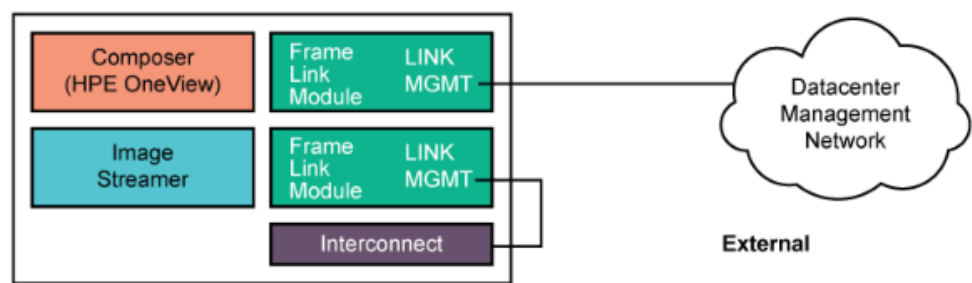 Composer
(HPE OneView)
Frame LINK
Link MGMT
Module
Datacenter
Management
Network
Image
Streamer
Frame LINK
Link MGMT
Module
Interconnect
External